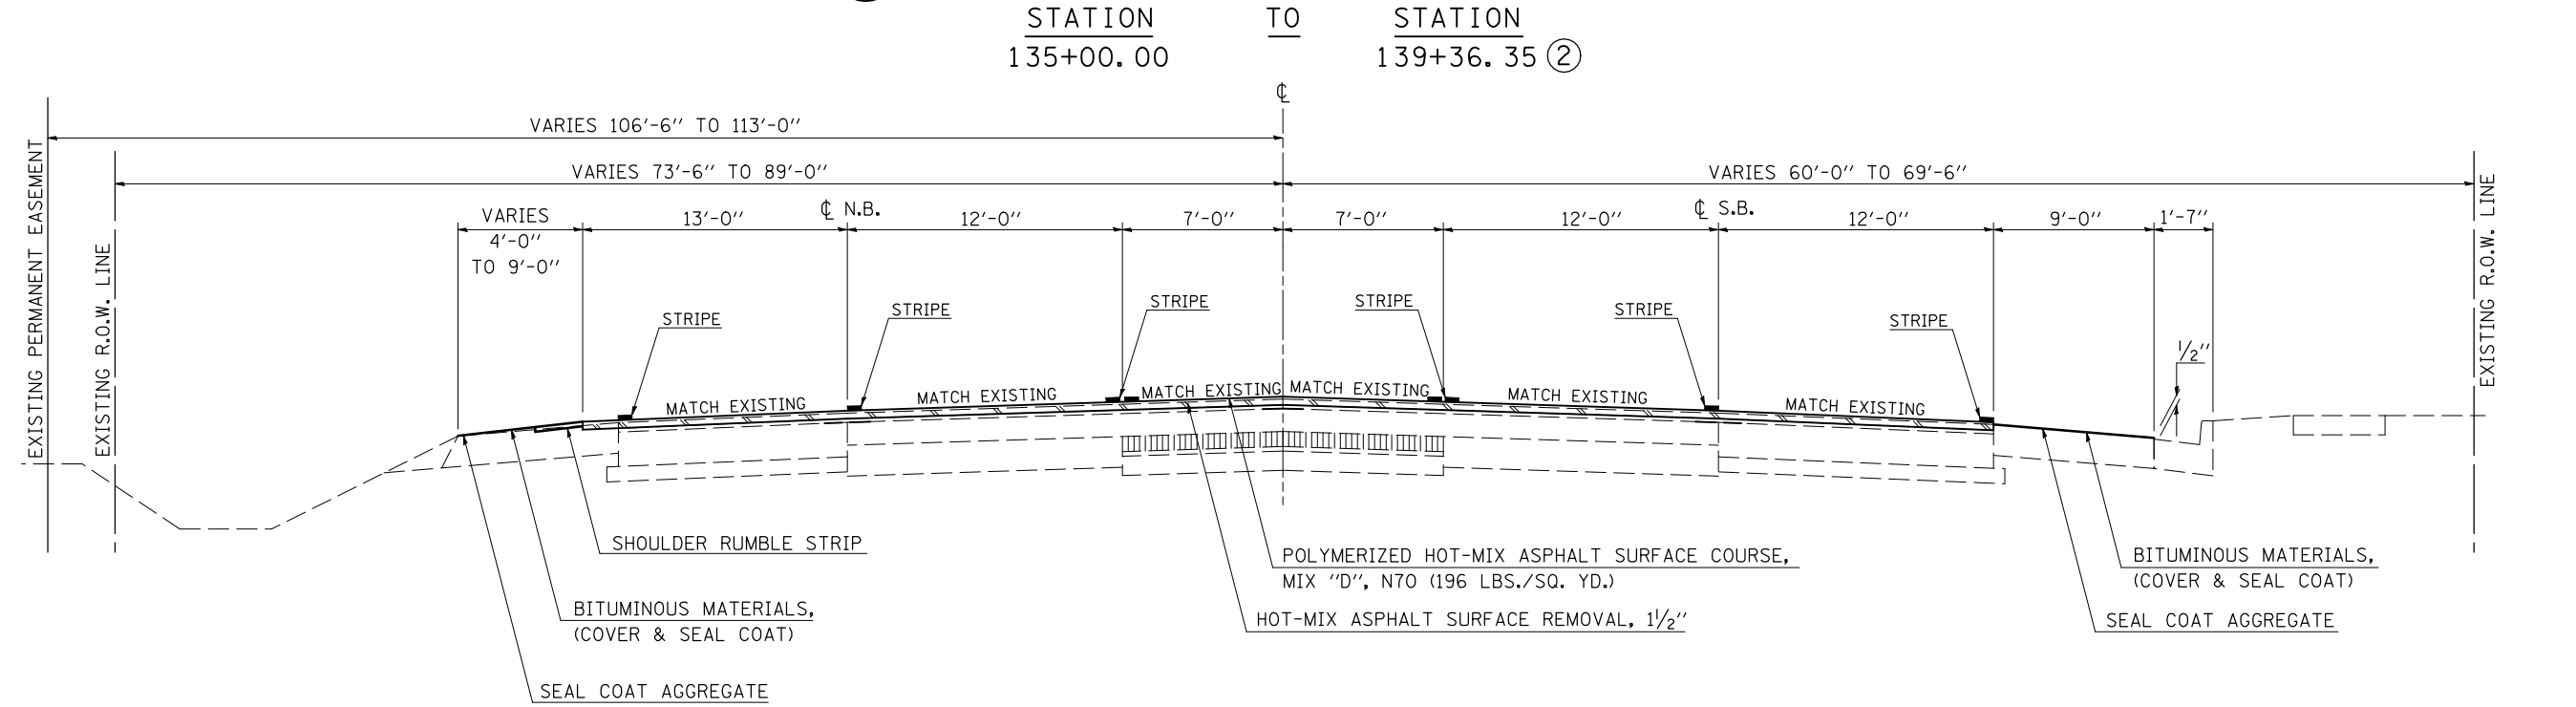 STATION TO STATION
135+00.00 139+36.35 2
℄
VARIES 106'-6" TO 113'-0"
VARIES 73'-6" TO 89'-0"
VARIES 60'-0" TO 69'-6"
EXISTING PERMANENT EASEMENT
EXISTING R.O.W. LINE
EXISTING R.O.W. LINE
VARIES
4'-0"
TO 9'-0"
13'-0"
℄ N.B.
12'-0"
7'-0"
7'-0"
12'-0"
℄ S.B.
12'-0"
9'-0"
1'-7"
STRIPE
STRIPE
STRIPE
STRIPE
STRIPE
STRIPE
1/2"
MATCH EXISTING
MATCH EXISTING
MATCH EXISTING
MATCH EXISTING
MATCH EXISTING
MATCH EXISTING
SHOULDER RUMBLE STRIP
BITUMINOUS MATERIALS,
(COVER & SEAL COAT)
SEAL COAT AGGREGATE
POLYMERIZED HOT-MIX ASPHALT SURFACE COURSE,
MIX "D", N70 (196 LBS./SQ. YD.)
HOT-MIX ASPHALT SURFACE REMOVAL, 1 1/2"
BITUMINOUS MATERIALS,
(COVER & SEAL COAT)
SEAL COAT AGGREGATE